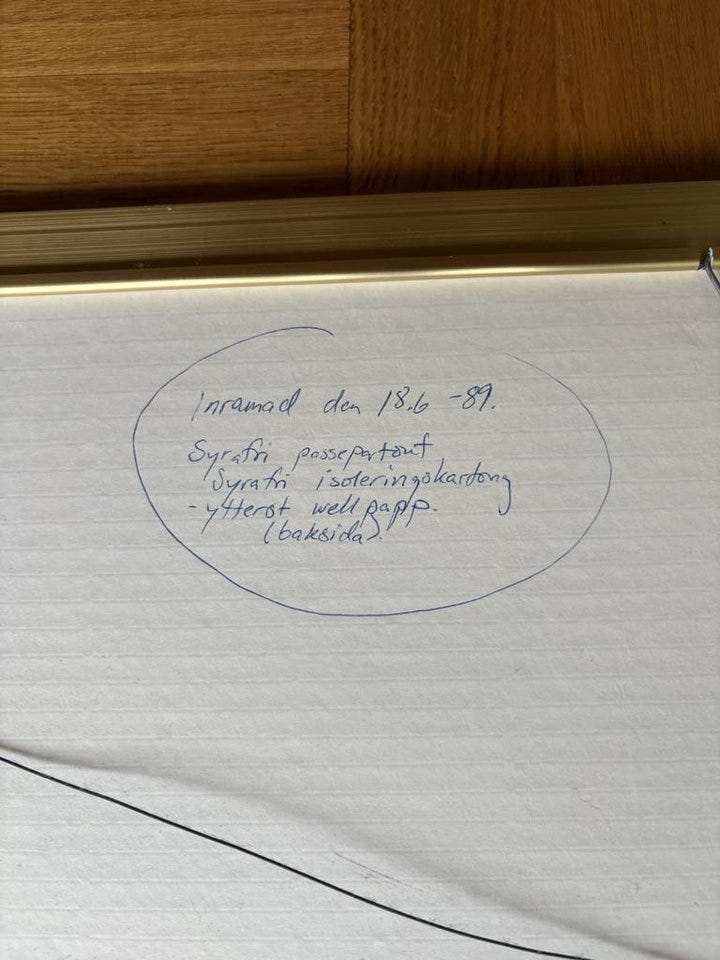 Inramad den 18.6 -89.
Syrafri passepartout
Syrafri isoleringskartong
- ytterst wellpapp.
(baksida).